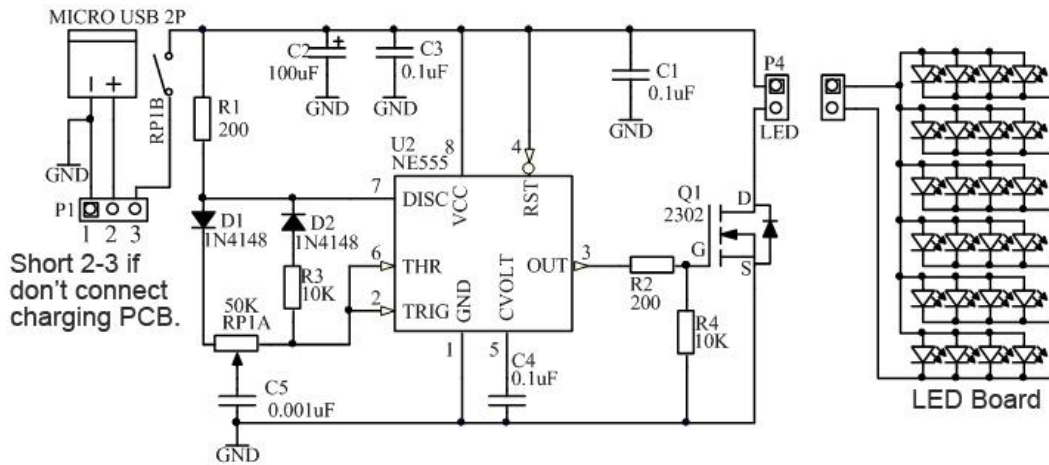 MICRO USB 2P
RP1B
GND
P1
1 2 3
Short 2-3 if
don't connect
charging PCB.
R1
200
C2
100uF
GND
C3
0.1uF
GND
C1
0.1uF
GND
U2
NE555
8
4
7
6
2
3
1
5
DISC
VCC
RST
THR
TRIG
GND
CVOLT
OUT
D1
1N4148
D2
1N4148
R3
10K
50K
RP1A
C5
0.001uF
GND
C4
0.1uF
R2
200
R4
10K
Q1
2302
D
G
S
P4
LED
LED Board